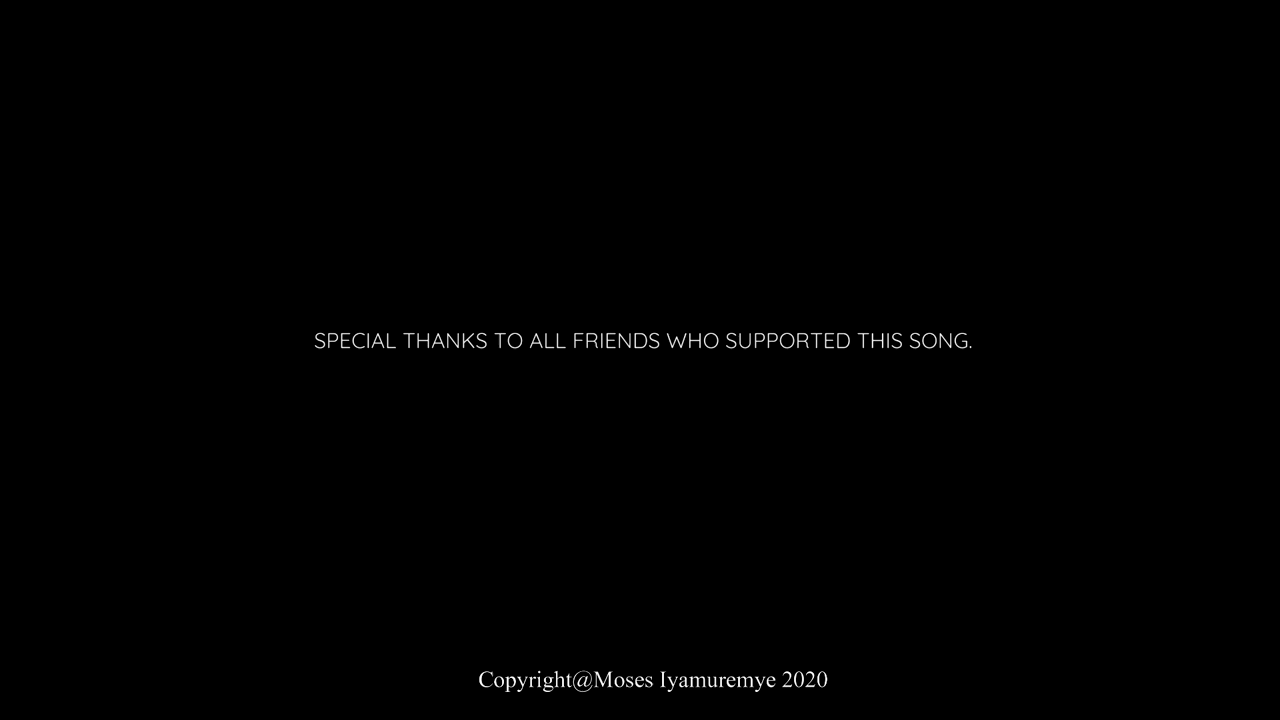 SPECIAL THANKS TO ALL FRIENDS WHO SUPPORTED THIS SONG.
Copyright@Moses Iyamuremye 2020